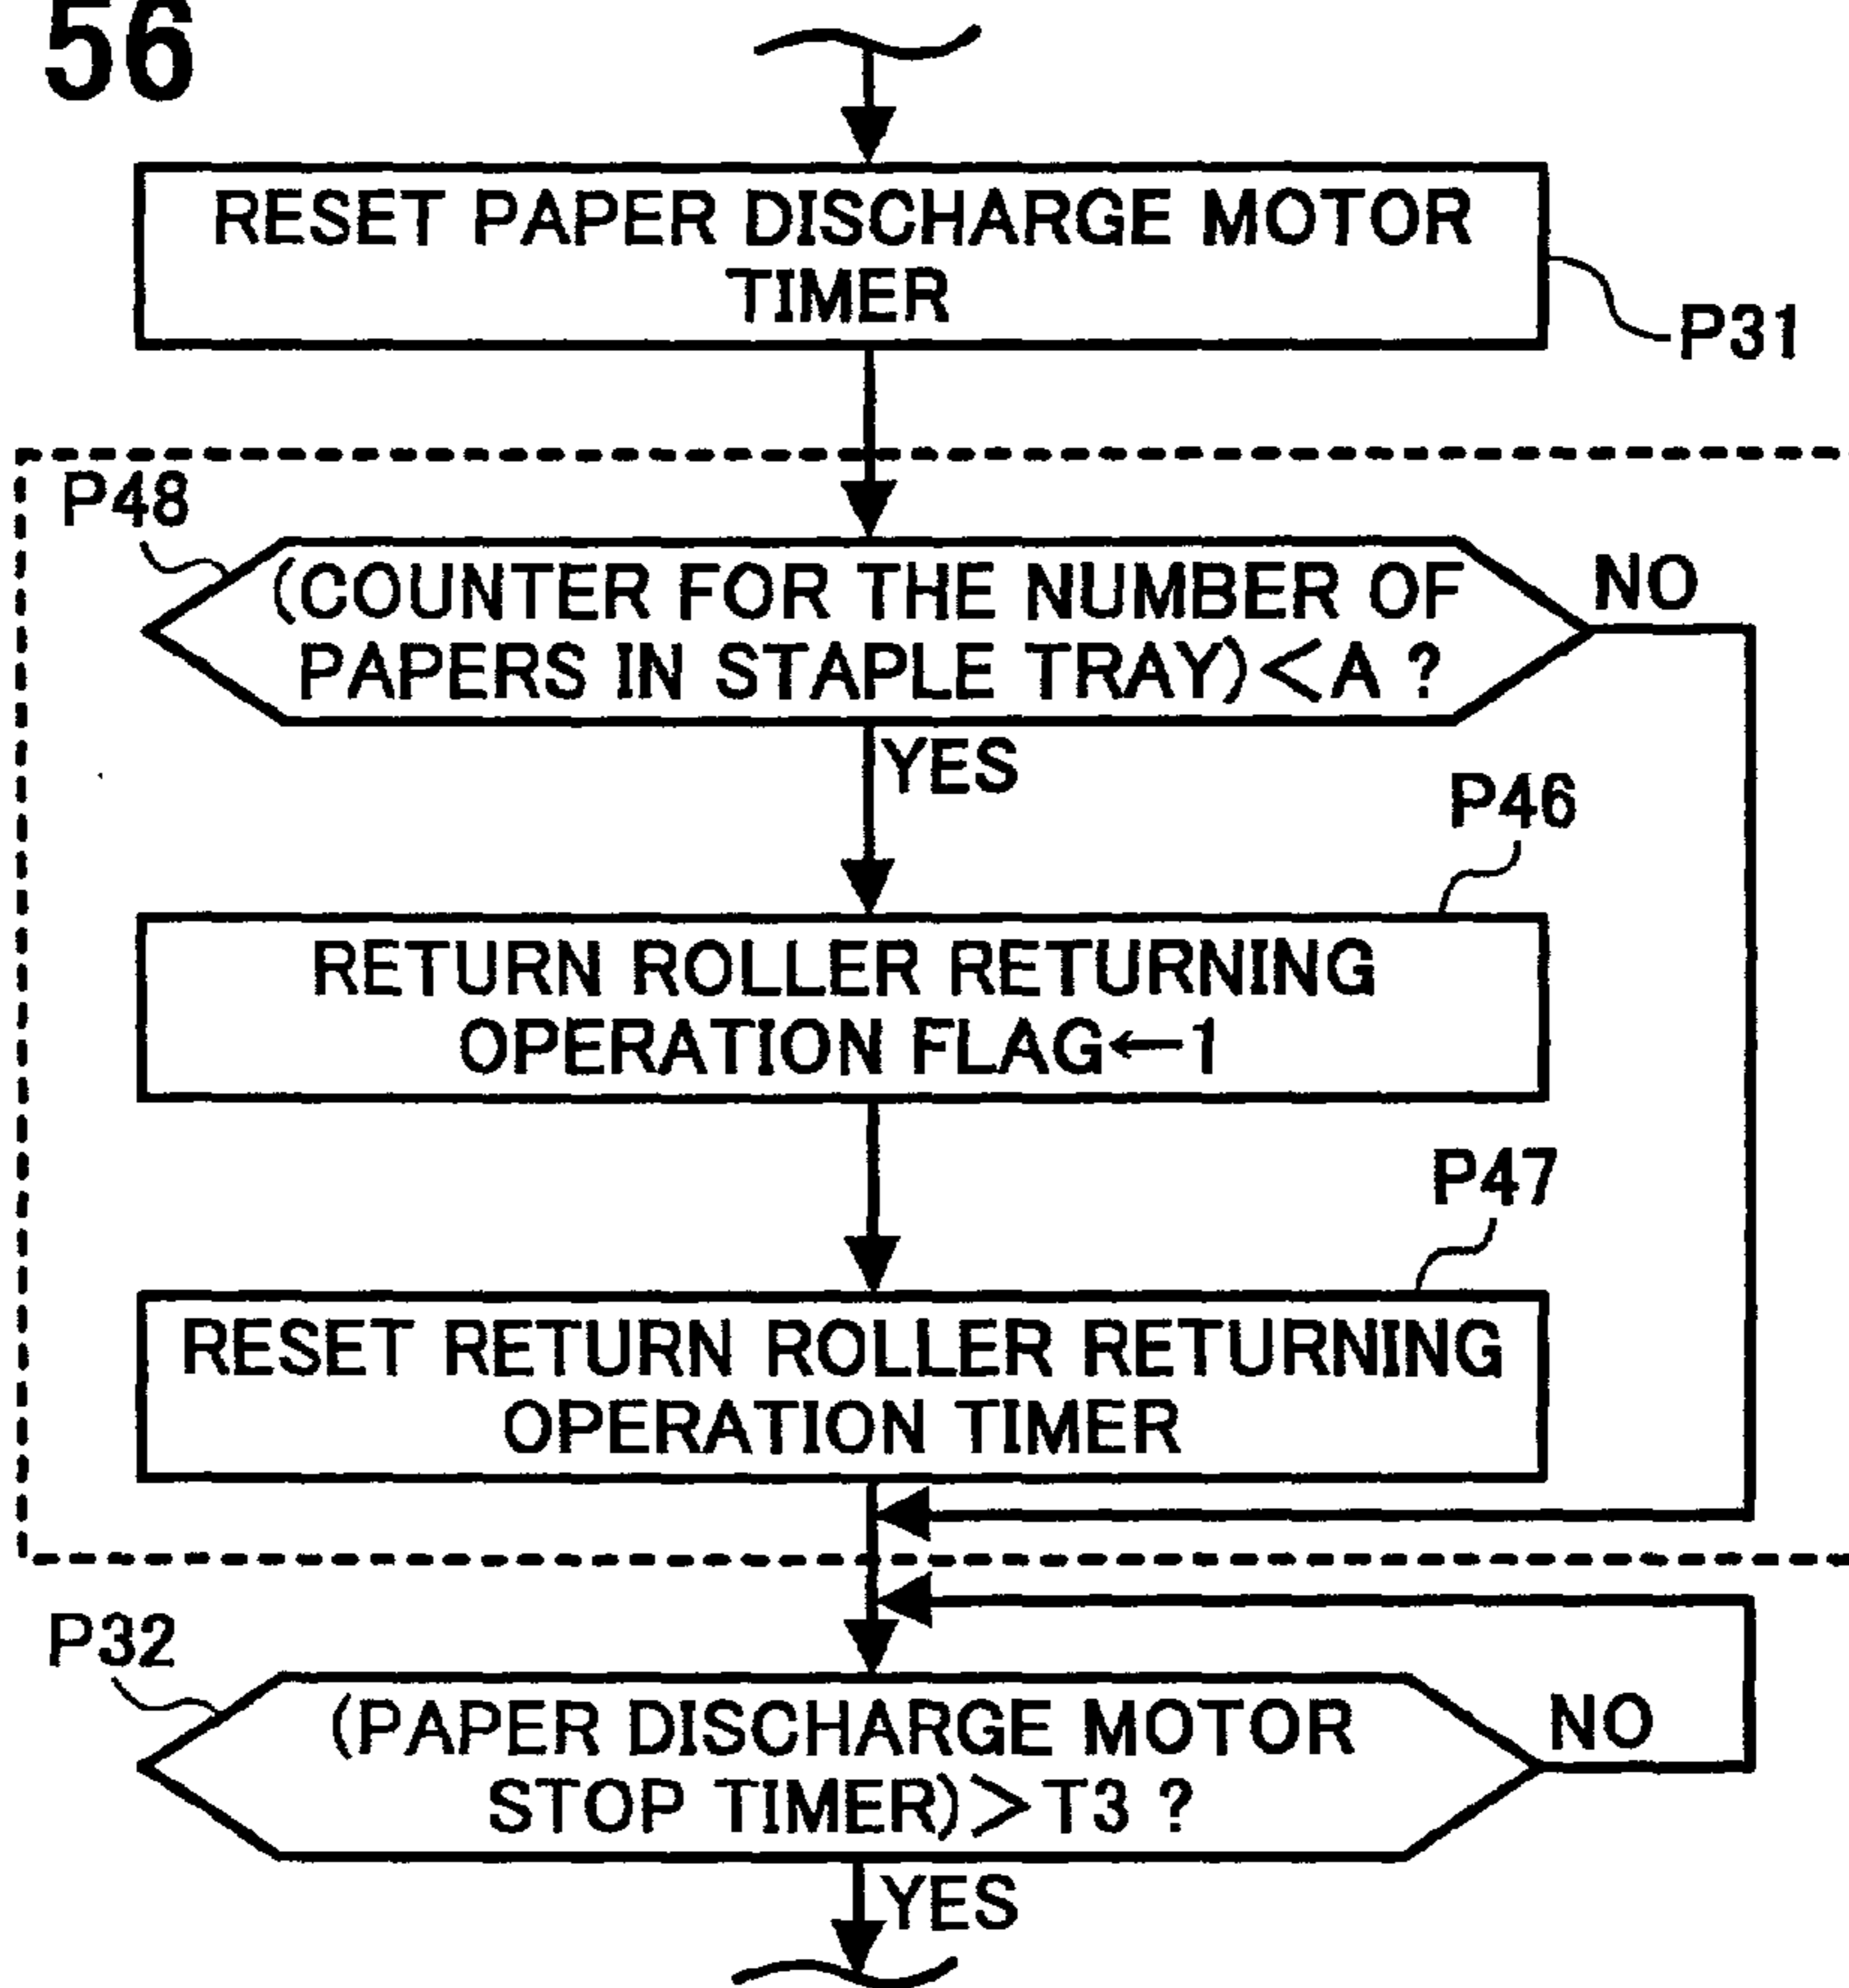 56
RESET PAPER DISCHARGE MOTOR
TIMER
P31
P48
(COUNTER FOR THE NUMBER OF
PAPERS IN STAPLE TRAY)<A ?
NO
YES
P46
RETURN ROLLER RETURNING
OPERATION FLAG←1
P47
RESET RETURN ROLLER RETURNING
OPERATION TIMER
P32
(PAPER DISCHARGE MOTOR
STOP TIMER)>T3 ?
NO
YES